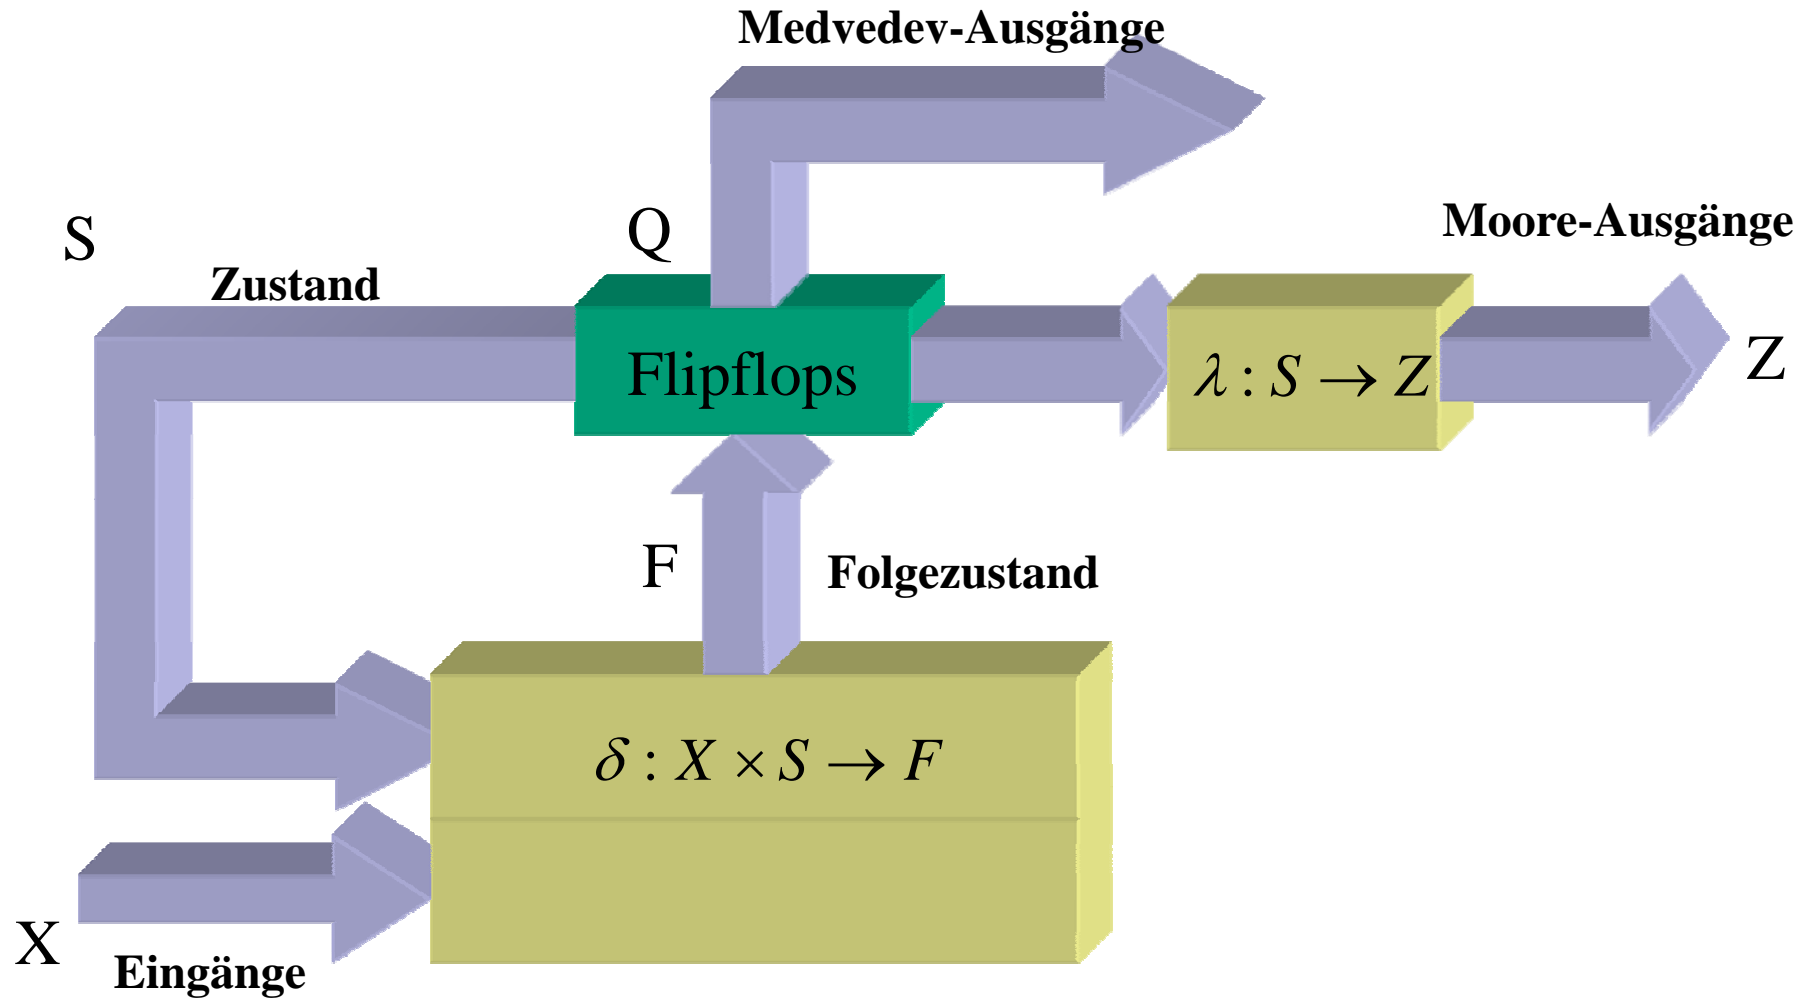 Medvedev-Ausgänge
S
Q
Moore-Ausgänge
Zustand
Flipflops
λ : S → Z
Z
F
Folgezustand
δ : X × S → F
X
Eingänge